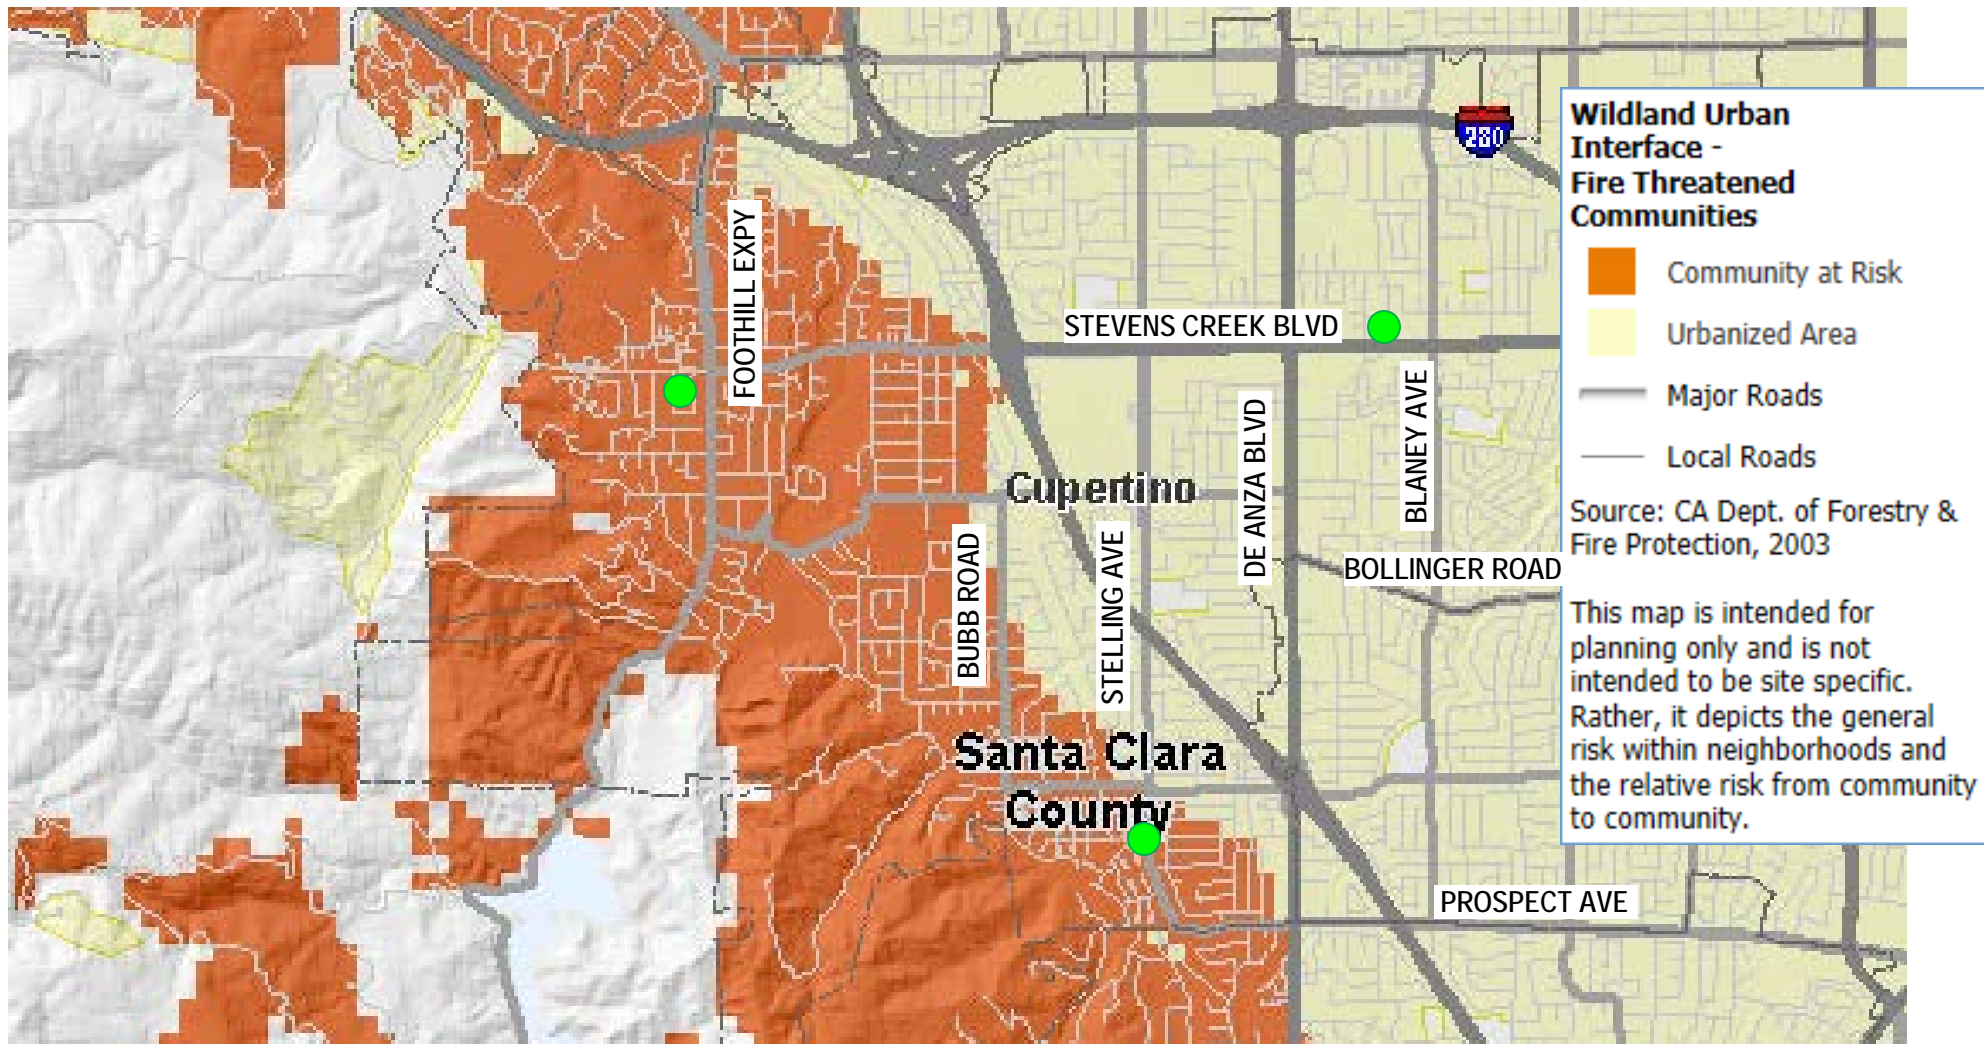 280
Wildland Urban
Interface -
Fire Threatened
Communities
Community at Risk
Urbanized Area
Major Roads
Local Roads
Source: CA Dept. of Forestry &
Fire Protection, 2003
This map is intended for
planning only and is not
intended to be site specific.
Rather, it depicts the general
risk within neighborhoods and
the relative risk from community
to community.
FOOTHILL EXPY
STEVENS CREEK BLVD
BLANEY AVE
DE ANZA BLVD
Cupertino
BUBB ROAD
STELLING AVE
BOLLINGER ROAD
Santa Clara
County
PROSPECT AVE